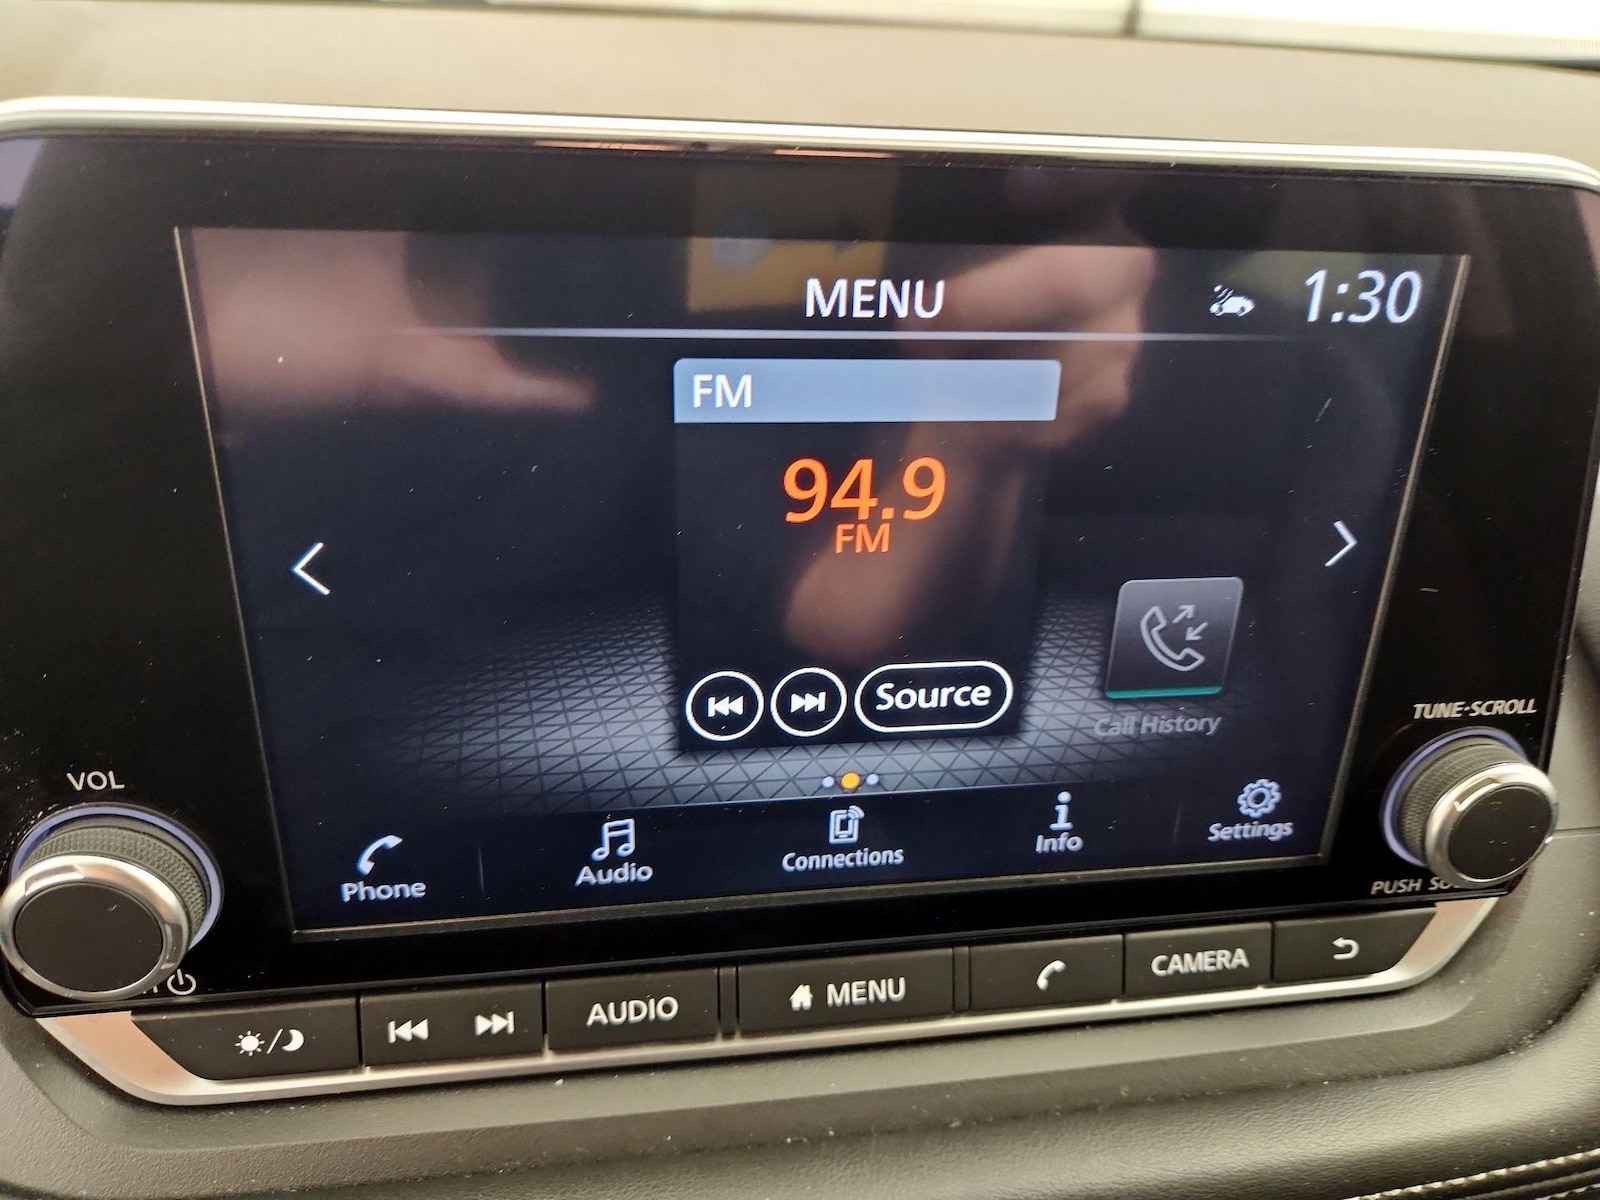 MENU
1:30
FM
94.9
FM
Source
Call History
TUNE·SCROLL
VOL
Phone
Audio
Connections
Info
Settings
PUSH
AUDIO
MENU
CAMERA